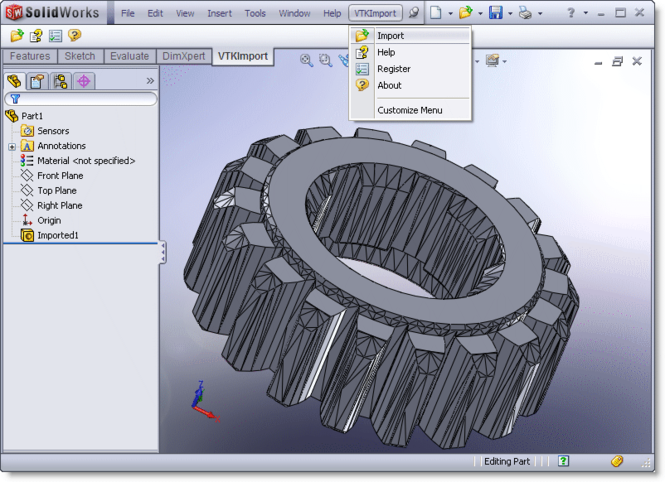 SW SolidWorks File Edit View Insert Tools Window Help VTKImport ?
Import
Help
Register
About
Customize Menu
Features Sketch Evaluate DimXpert VTKImport
Part1
Sensors
A Annotations
Material <not specified>
Front Plane
Top Plane
Right Plane
Origin
Imported1
Z
Editing Part ?